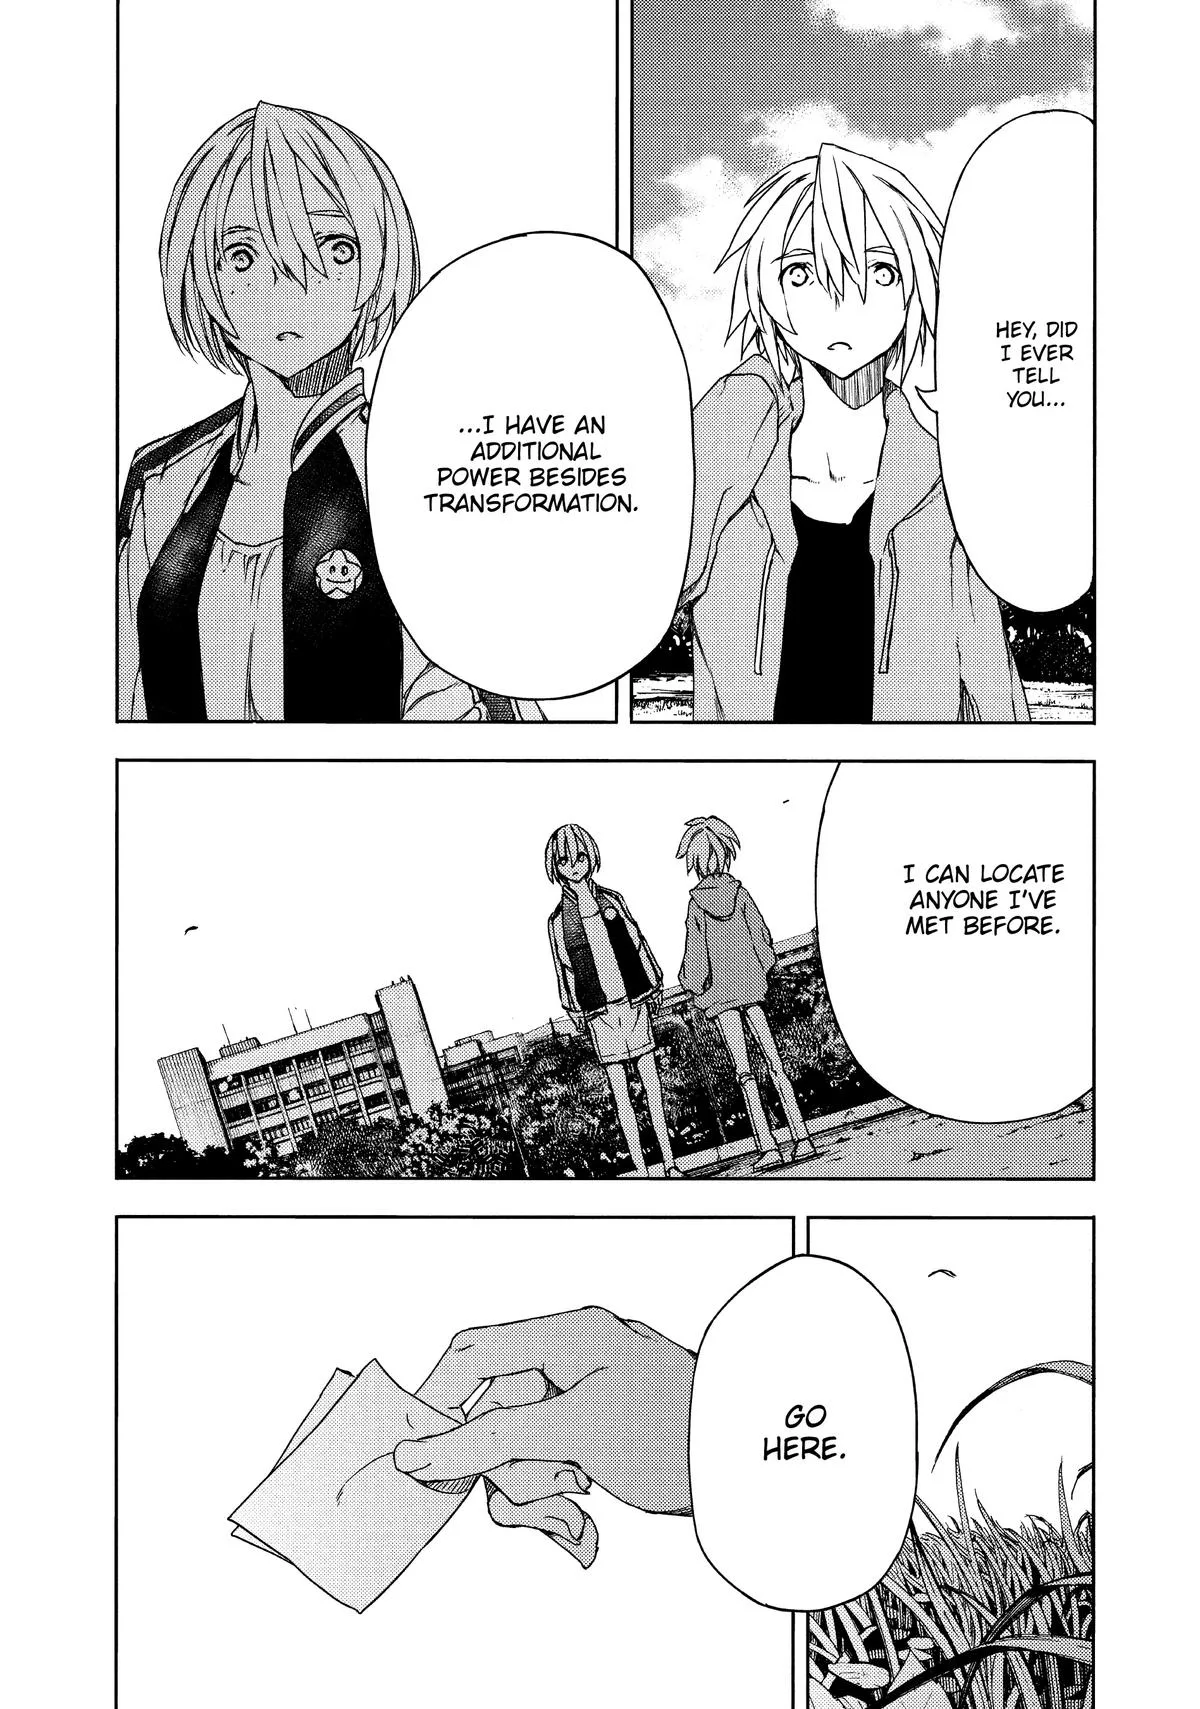 HEY, DID
I EVER
TELL
YOU...
...I HAVE AN
ADDITIONAL
POWER BESIDES
TRANSFORMATION.
I CAN LOCATE
ANYONE I'VE
MET BEFORE.
GO
HERE.